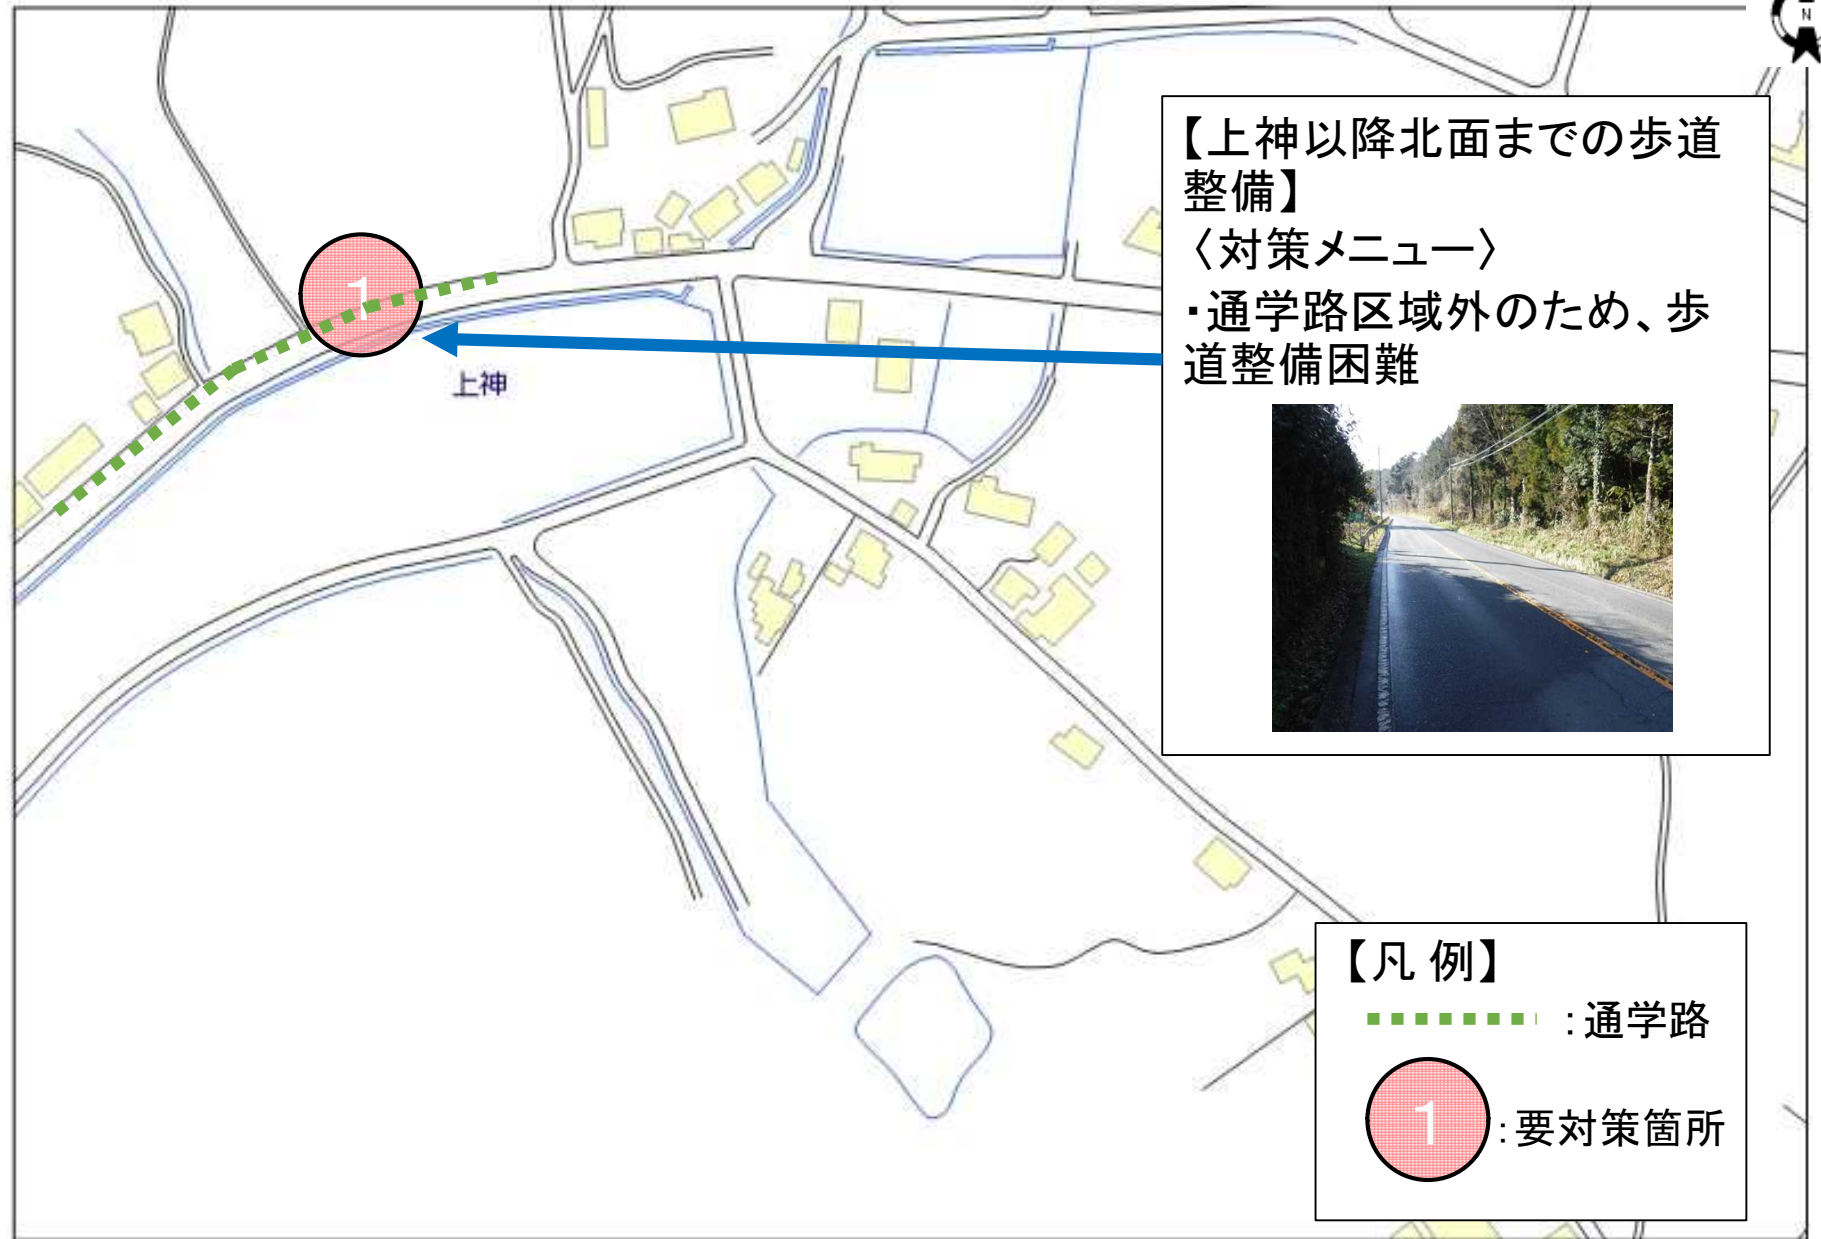 N
【上神以降北面までの歩道
整備】
〈対策メニュー〉
・通学路区域外のため、歩
道整備困難
1
上神
【凡 例】
：通学路
1
：要対策箇所